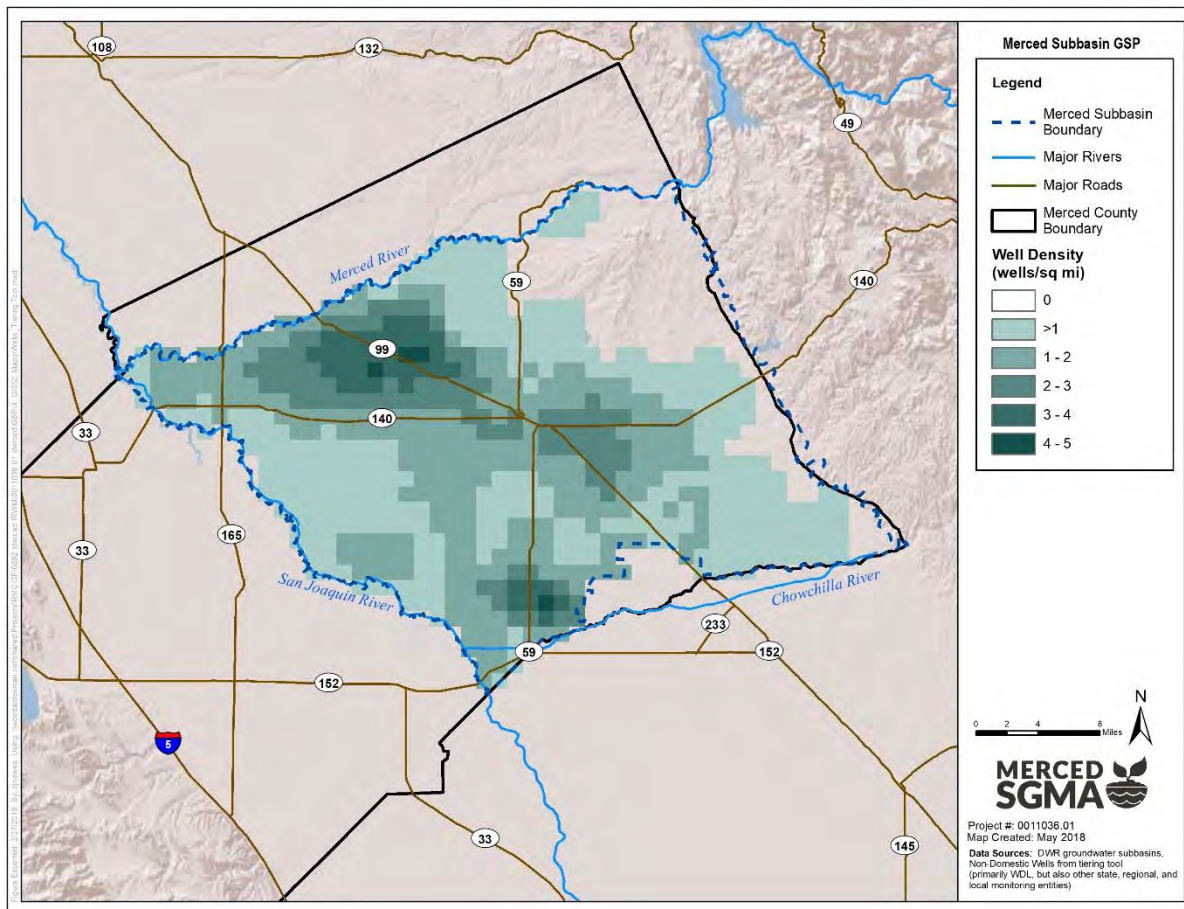 108
132
49
Merced River
59
140
99
140
33
165
33
San Joaquin River
Chowchilla River
233
59
152
152
5
33
145
Merced Subbasin GSP
Legend
Merced Subbasin
Boundary
Major Rivers
Major Roads
Merced County
Boundary
Well Density
(wells/sq mi)
0
>1
1 - 2
2 - 3
3 - 4
4 - 5
N
0 2 4 8
Miles
MERCED
SGMA
Project #: 0011036.01
Map Created: May 2018
Data Sources: DWR groundwater subbasins,
Non-Domestic Wells from tiering tool
(primarily WDL, but also other state, regional, and
local monitoring entities)